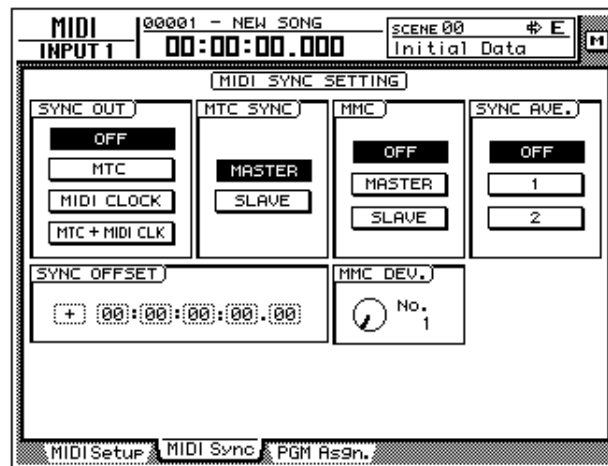 MIDI
INPUT 1
00001 - NEW SONG
00:00:00.000
SCENE 00 E
Initial Data
M
MIDI SYNC SETTING
SYNC OUT
OFF
MTC
MIDI CLOCK
MTC + MIDI CLK
MTC SYNC
MASTER
SLAVE
MMC
OFF
MASTER
SLAVE
SYNC AVE.
OFF
1
2
SYNC OFFSET
+ 00:00:00:00.00
MMC DEV.
No.
1
MIDI Setup MIDI Sync PGM Asgn.